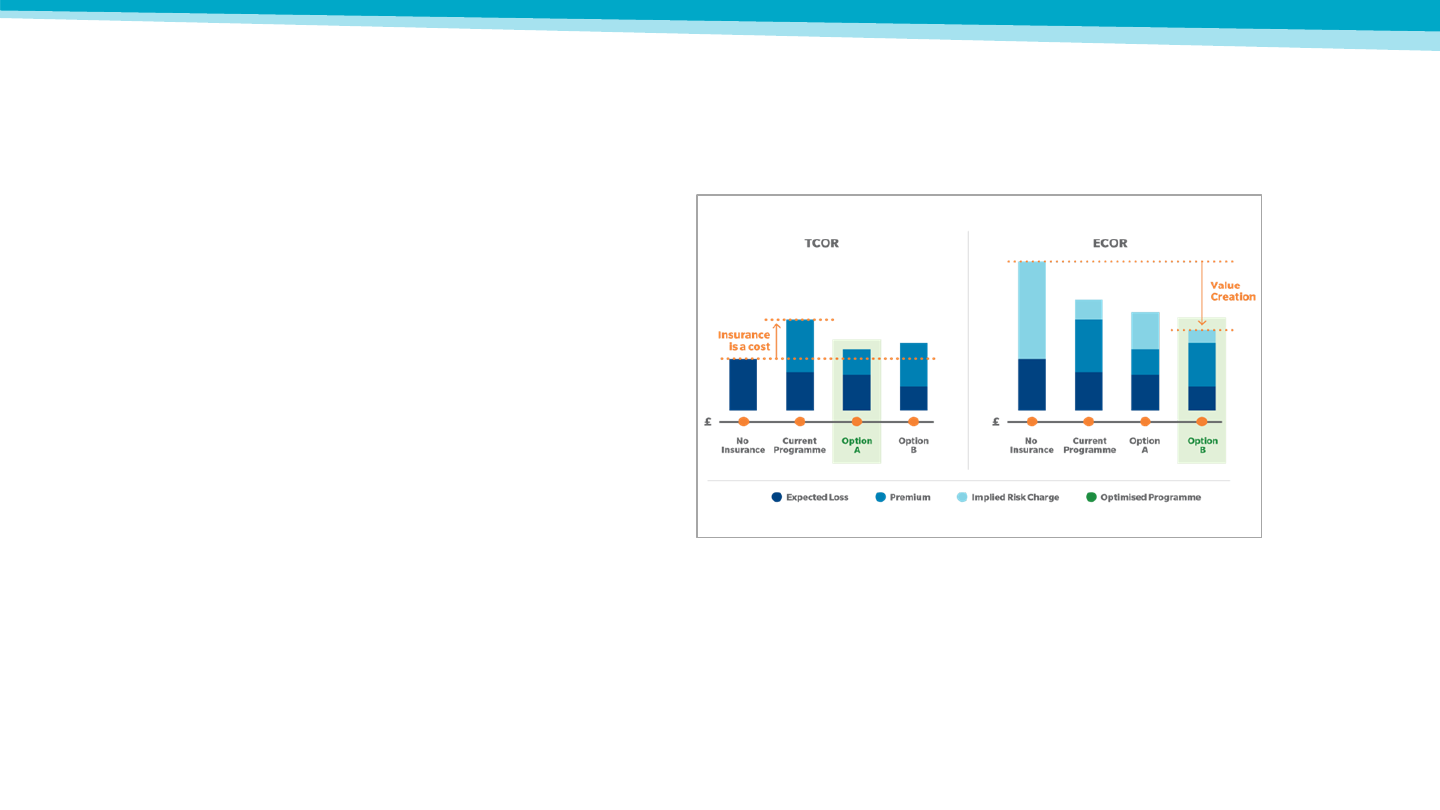 TCOR
Insurance
is a cost
£
No
Insurance
Current
Programme
Option
A
Option
B
ECOR
Value
Creation
£
No
Insurance
Current
Programme
Option
A
Option
B
Expected Loss
Premium
Implied Risk Charge
Optimised Programme